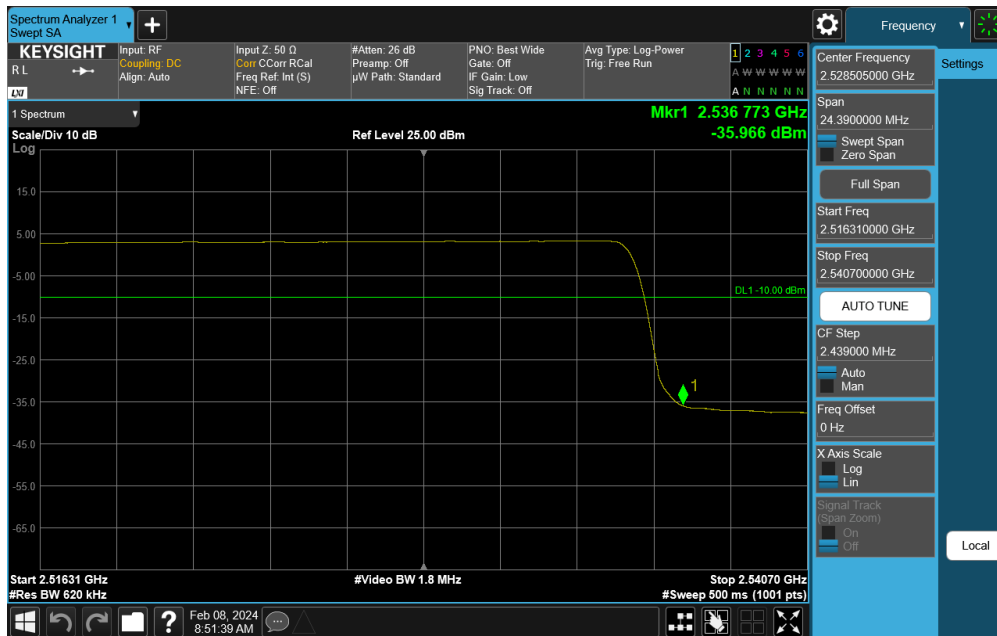 Spectrum Analyzer 1
Swept SA
+
Frequency
KEYSIGHT
R L
LXI
Input: RF
Coupling: DC
Align: Auto
Input Z: 50 Ω
Corr CCorr RCal
Freq Ref: Int (S)
NFE: Off
#Atten: 26 dB
Preamp: Off
µW Path: Standard
PNO: Best Wide
Gate: Off
IF Gain: Low
Sig Track: Off
Avg Type: Log-Power
Trig: Free Run
1 2 3 4 5 6
A W W W W W
A N N N N N
1 Spectrum
Scale/Div 10 dB
Log
Ref Level 25.00 dBm
Mkr1 2.536 773 GHz
-35.966 dBm
15.0
5.00
-5.00
-15.0
-25.0
-35.0
-45.0
-55.0
-65.0
DL1 -10.00 dBm
1
Start 2.51631 GHz
#Res BW 620 kHz
#Video BW 1.8 MHz
Stop 2.54070 GHz
#Sweep 500 ms (1001 pts)
Center Frequency
2.528505000 GHz
Span
24.3900000 MHz
Swept Span
Zero Span
Full Span
Start Freq
2.516310000 GHz
Stop Freq
2.540700000 GHz
AUTO TUNE
CF Step
2.439000 MHz
Auto
Man
Freq Offset
0 Hz
X Axis Scale
Log
Lin
Signal Track
(Span Zoom)
On
Off
Settings
Local
?
Feb 08, 2024
8:51:39 AM